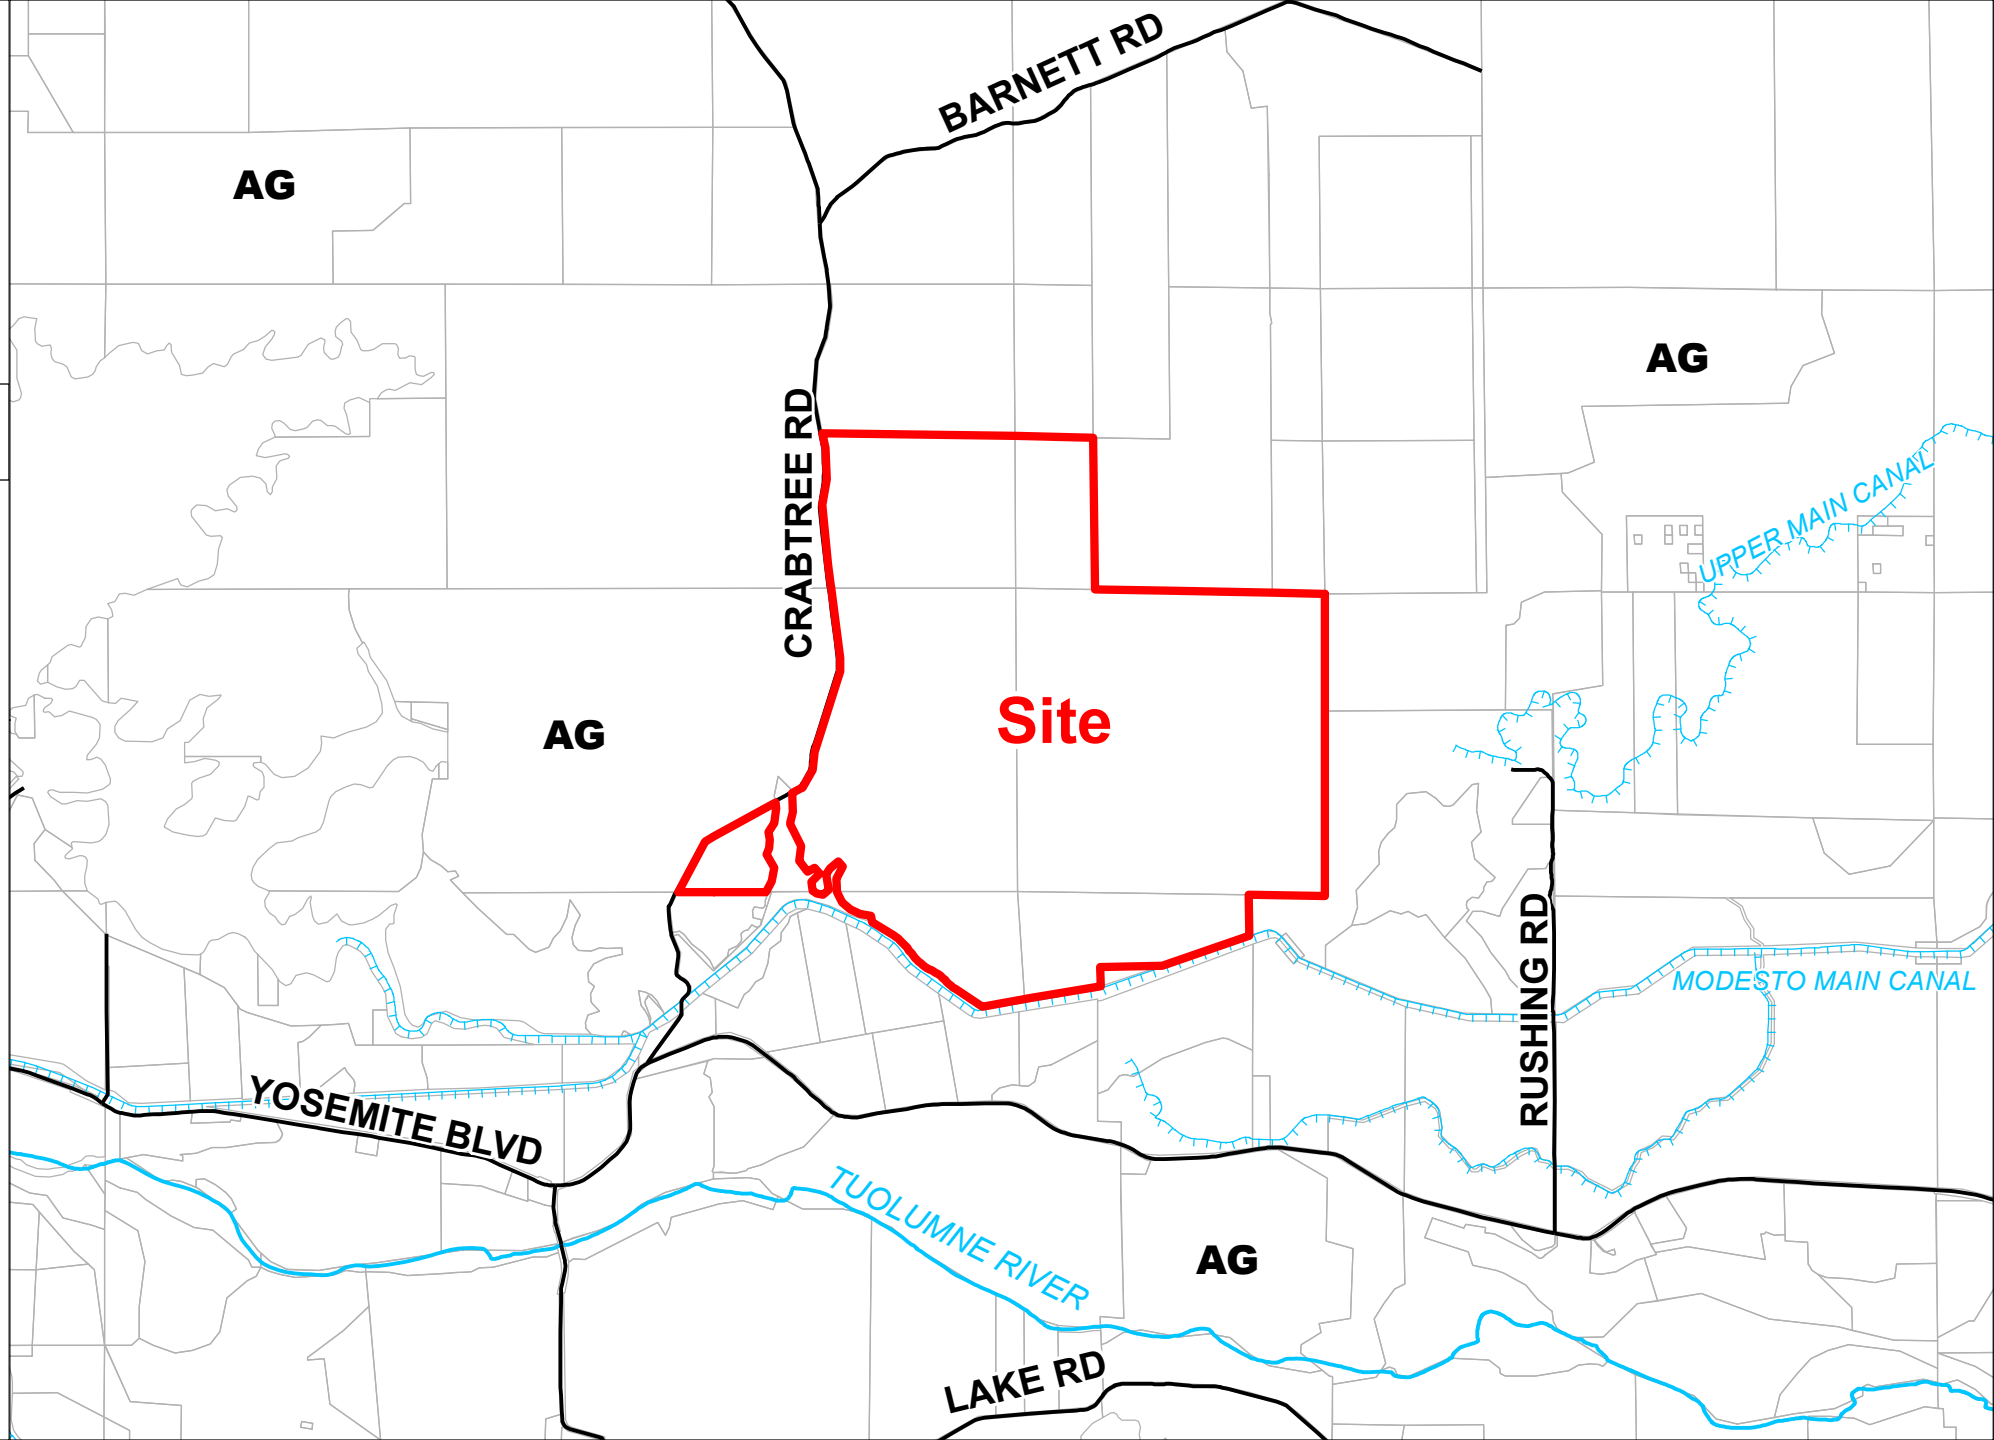 BARNETT RD
AG
AG
CRABTREE RD
UPPER MAIN CANAL
Site
AG
RUSHING RD
MODESTO MAIN CANAL
YOSEMITE BLVD
TUOLUMNE RIVER
AG
LAKE RD